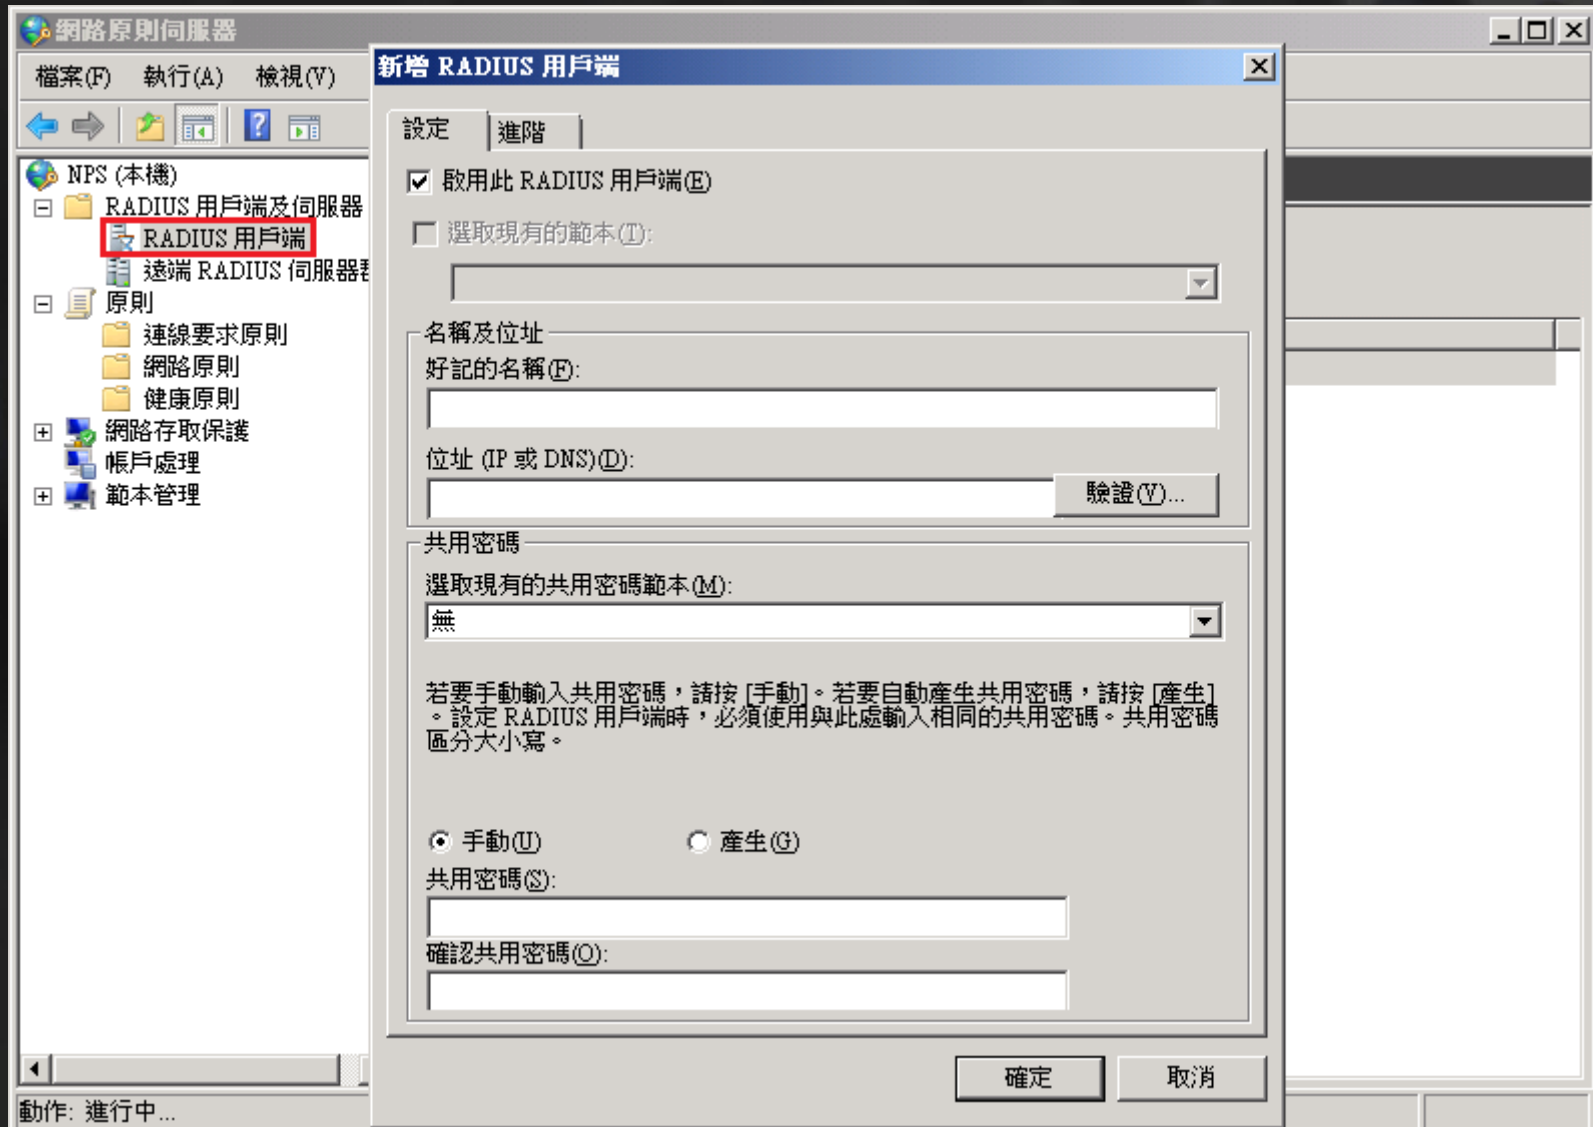 網路原則伺服器
檔案(F) 執行(A) 檢視(V)
NPS (本機)
RADIUS 用戶端及伺服器
RADIUS 用戶端
遠端 RADIUS 伺服器
原則
連線要求原則
網路原則
健康原則
網路存取保護
帳戶處理
範本管理
動作: 進行中...
新增 RADIUS 用戶端
設定 進階
啟用此 RADIUS 用戶端(E)
選取現有的範本(T):
名稱及位址
好記的名稱(F):
位址 (IP 或 DNS)(D):
驗證(V)...
共用密碼
選取現有的共用密碼範本(M):
無
若要手動輸入共用密碼，請按 [手動]。若要自動產生共用密碼，請按 [產生]
。設定 RADIUS 用戶端時，必須使用與此處輸入相同的共用密碼。共用密碼
區分大小寫。
手動(U) 產生(G)
共用密碼(S):
確認共用密碼(O):
確定 取消